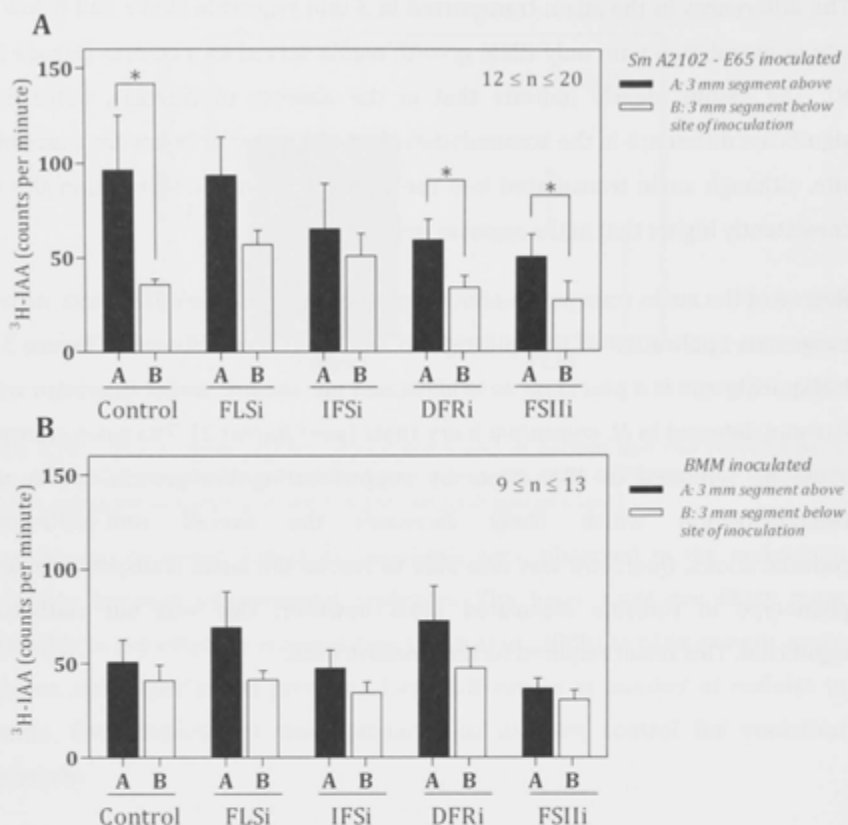 A
150
100
50
0
³H-IAA (counts per minute)
*
*
*
12 ≤ n ≤ 20
Sm A2102 - E65 inoculated
A: 3 mm segment above
B: 3 mm segment below
site of inoculation
A B A B A B A B A B
Control FLSi IFSi DFRi FSIIi
B
150
100
50
0
³H-IAA (counts per minute)
9 ≤ n ≤ 13
BMM inoculated
A: 3 mm segment above
B: 3 mm segment below
site of inoculation
A B A B A B A B A B
Control FLSi IFSi DFRi FSIIi